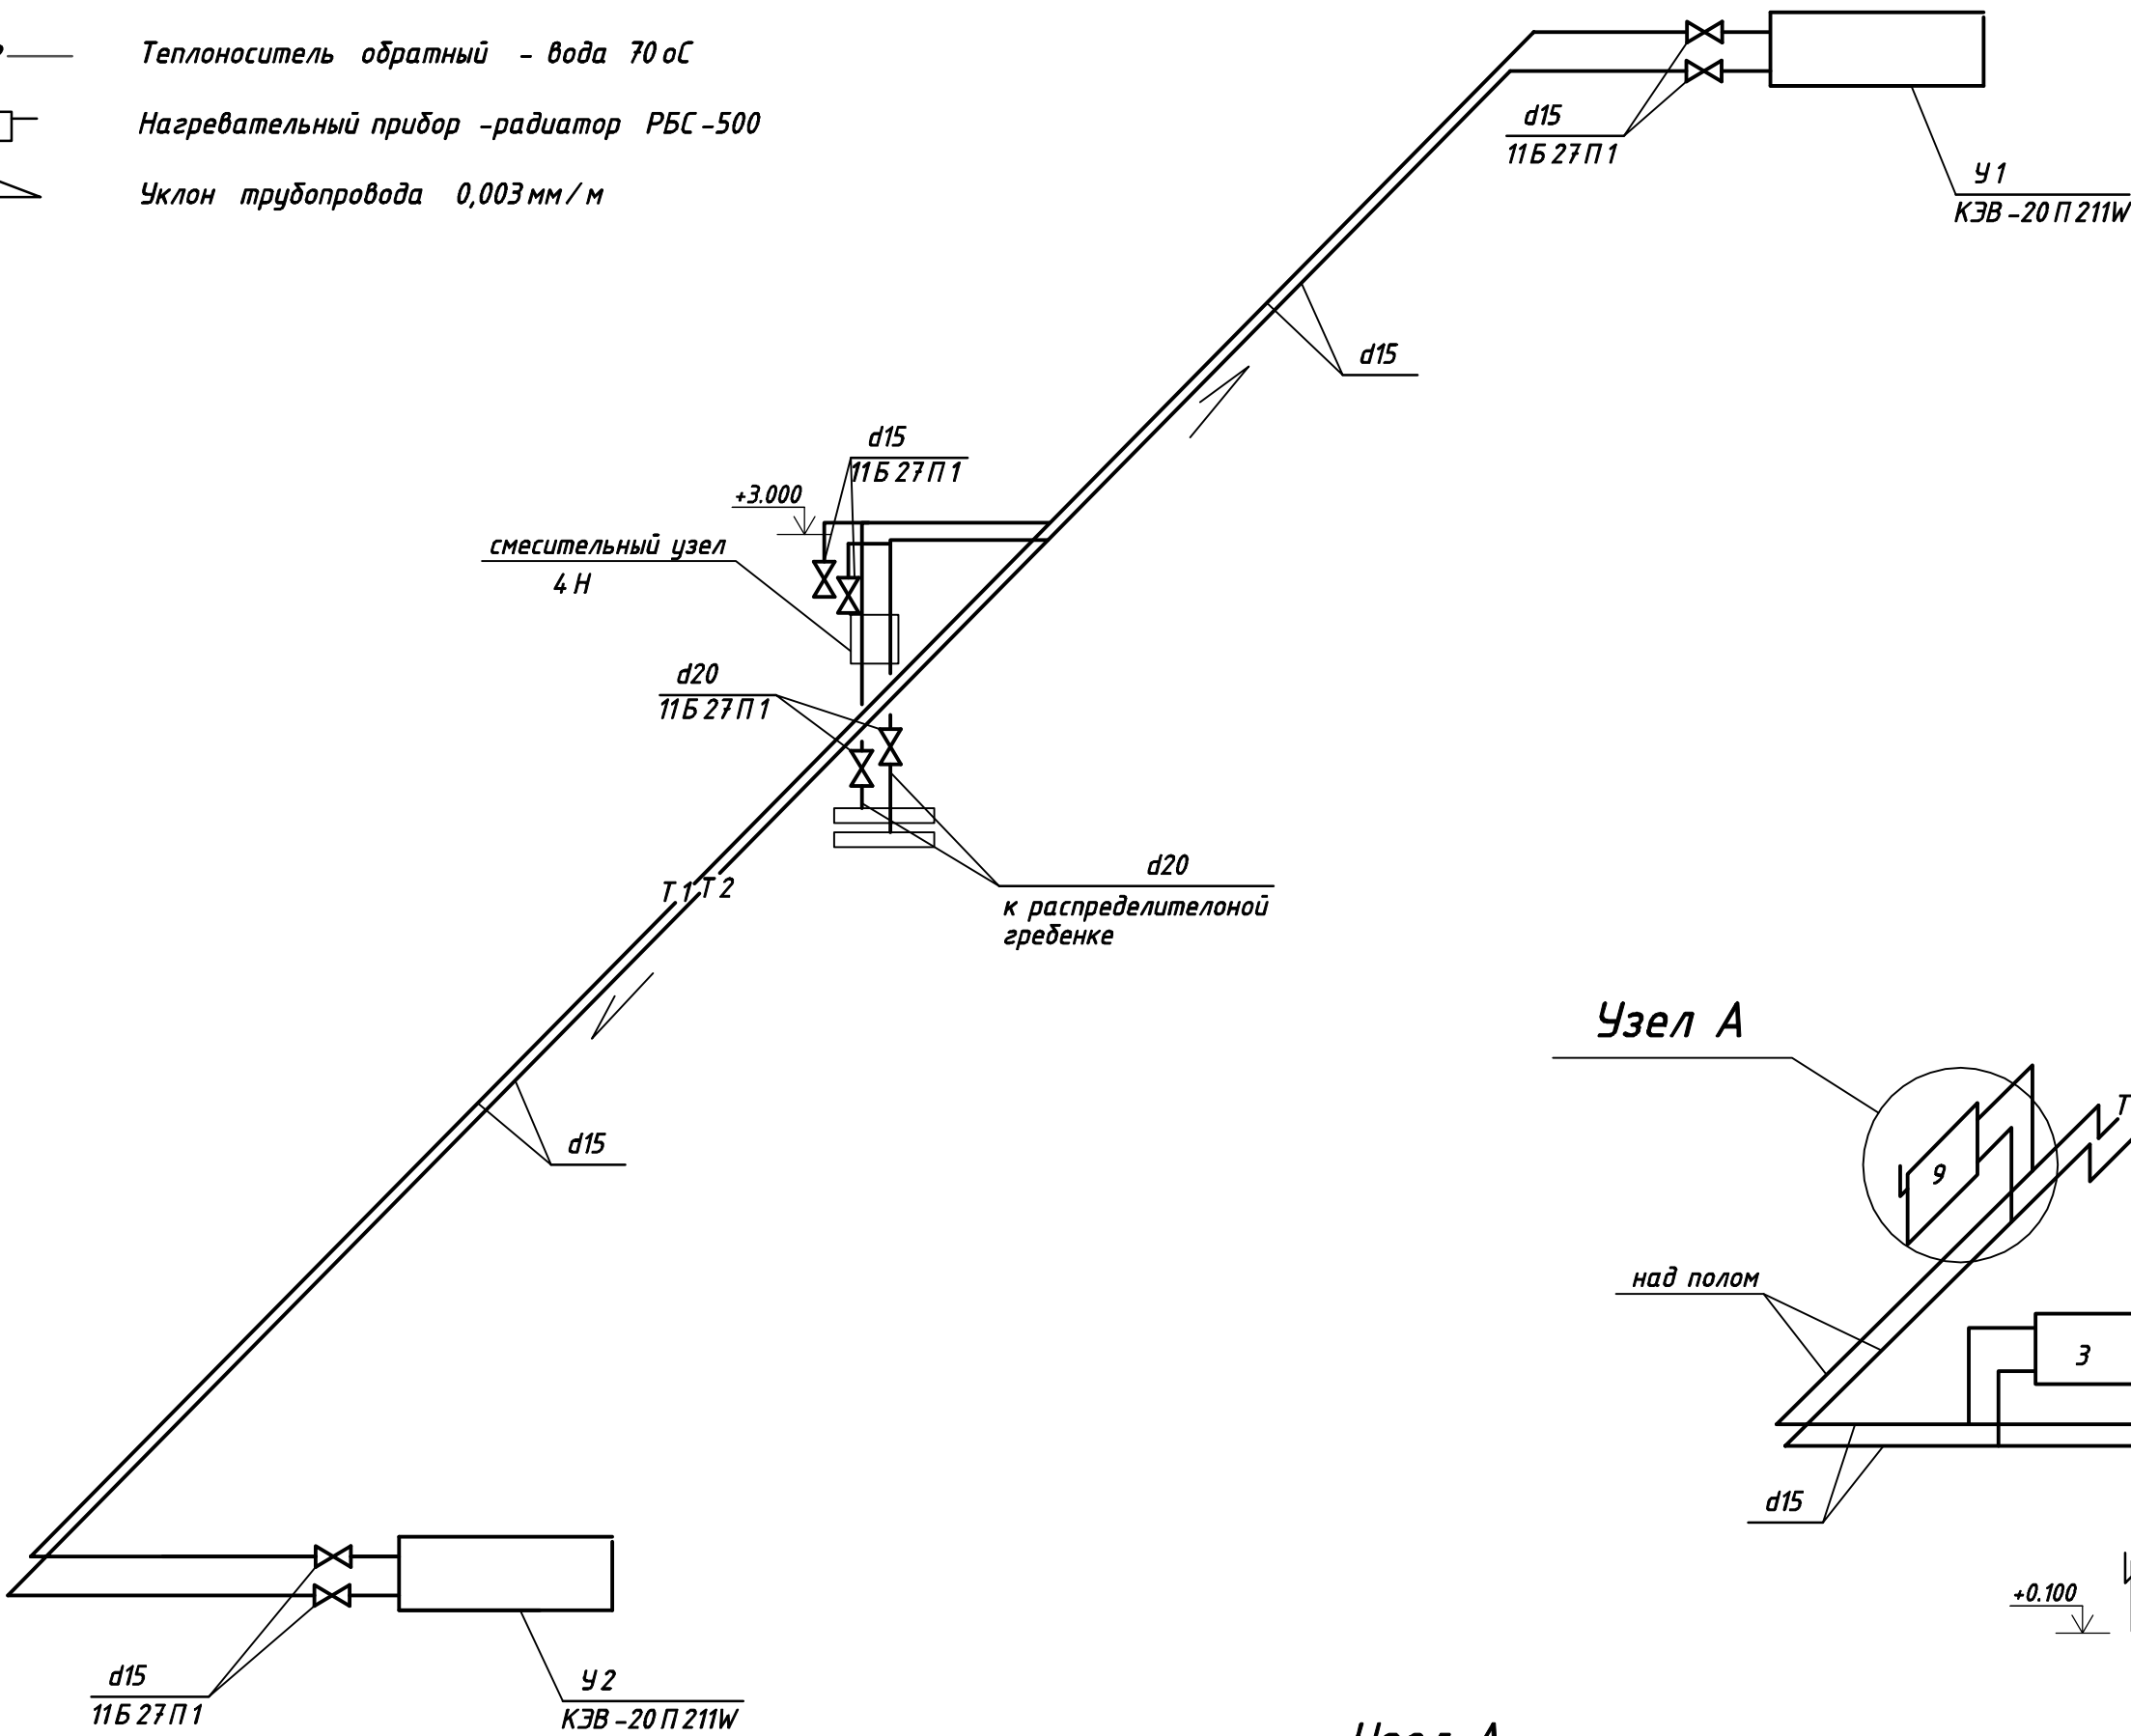 Теплоноситель обратный - вода 70 оС
Нагревательный прибор -радиатор РБС-500
Уклон трубопровода 0,003 мм/м
d15
11Б27П1
У1
КЭВ-20П211W
d15
d15
11Б27П1
+3.000
смесительный узел
4Н
d20
11Б27П1
d20
к распределителоной
гребенке
Т1
Т2
d15
Узел А
Т
9
над полом
3
d15
+0.100
d15
11Б27П1
У2
КЭВ-20П211W
Узел А